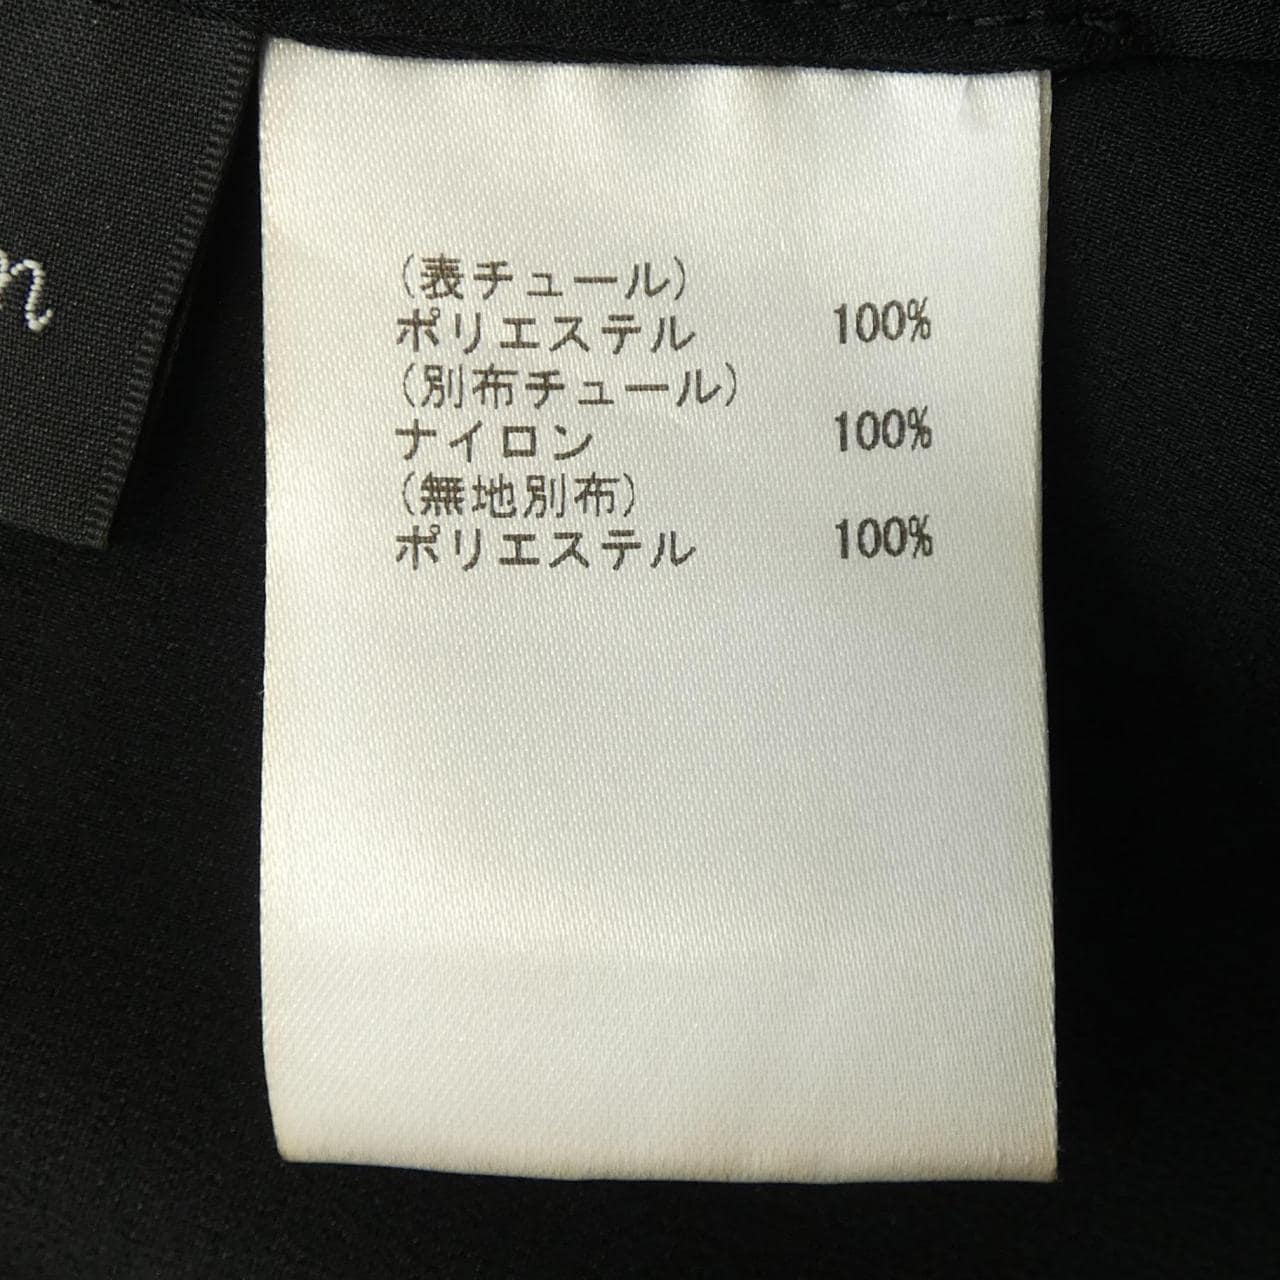 (表チュール)
ポリエステル 100%
(別布チュール)
ナイロン 100%
(無地別布)
ポリエステル 100%